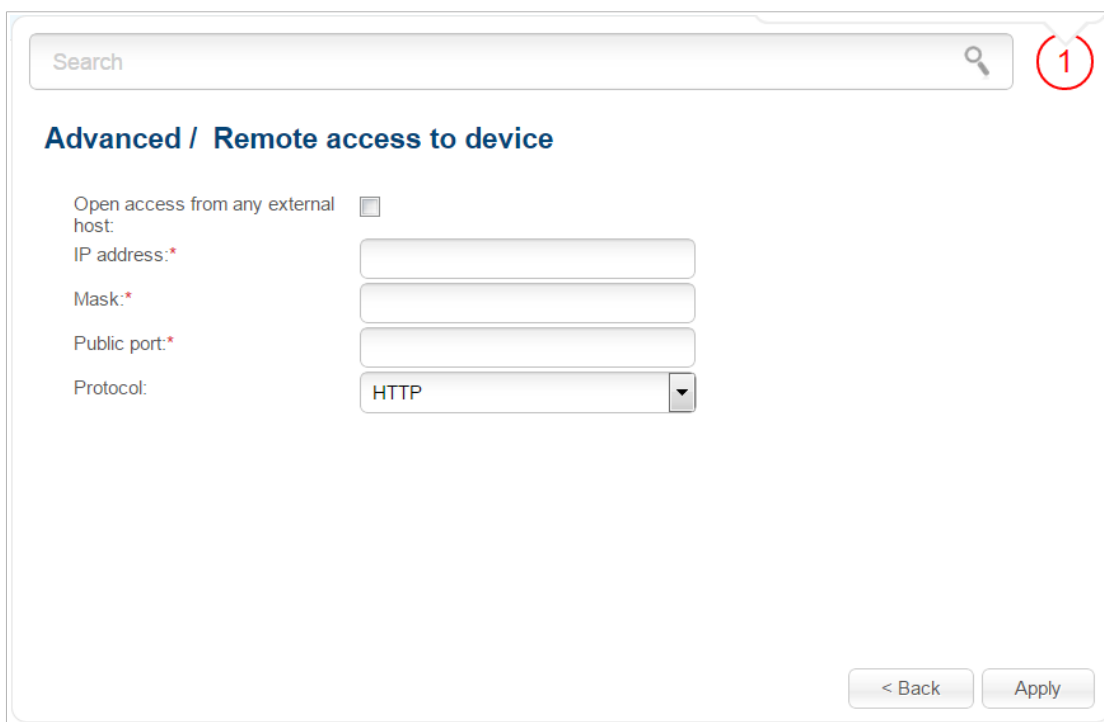 Search
1
Advanced / Remote access to device
Open access from any external
host:
IP address:*
Mask:*
Public port:*
Protocol:
HTTP
< Back
Apply